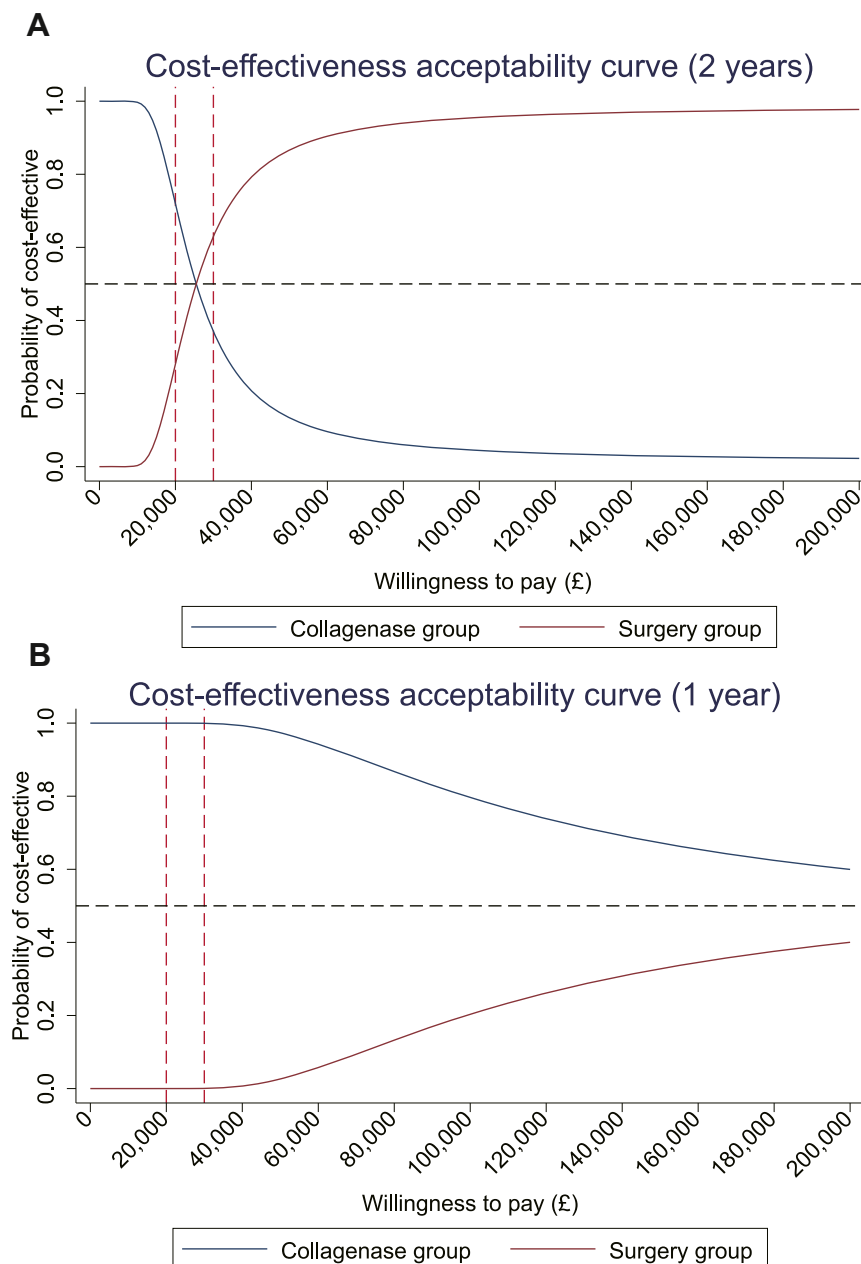 A
Cost-effectiveness acceptability curve (2 years)
Probability of cost-effective
1.0
0.8
0.6
0.4
0.2
0.0
0
20,000
40,000
60,000
80,000
100,000
120,000
140,000
160,000
180,000
200,000
Willingness to pay (£)
Collagenase group
Surgery group
B
Cost-effectiveness acceptability curve (1 year)
Probability of cost-effective
1.0
0.8
0.6
0.4
0.2
0.0
0
20,000
40,000
60,000
80,000
100,000
120,000
140,000
160,000
180,000
200,000
Willingness to pay (£)
Collagenase group
Surgery group